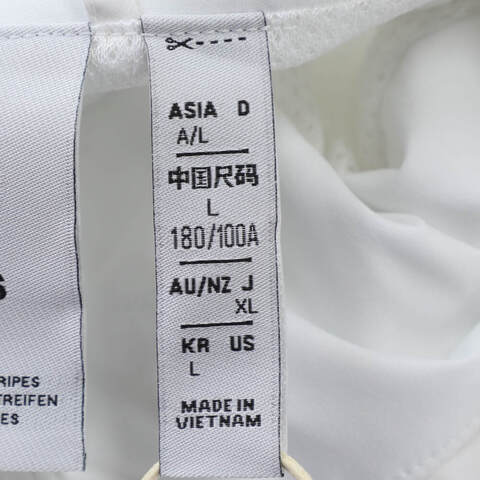 ASIA D
A/L
中国尺码
L
180/100A
AU/NZ J
XL
KR US
L
MADE IN
VIETNAM
S
RIPES
TREIFEN
ES